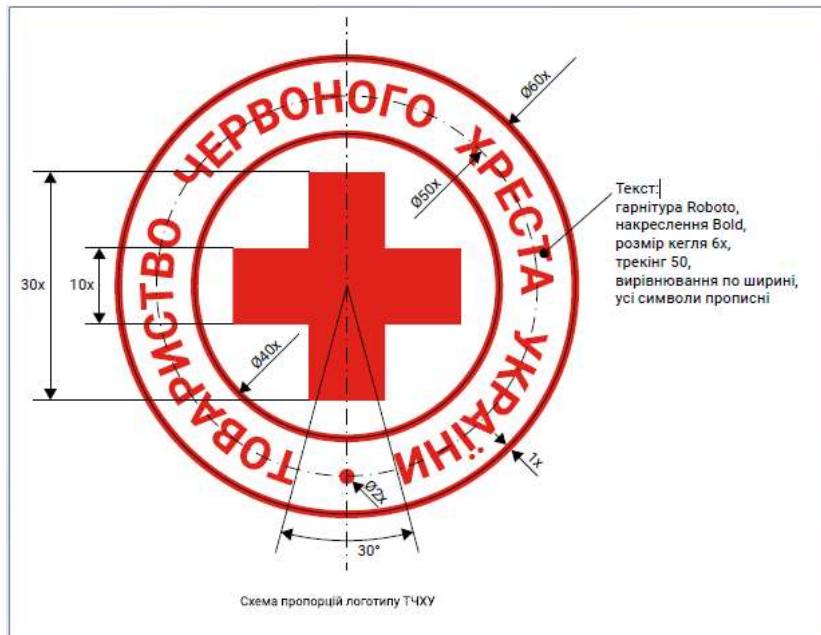 ТОВАРИСТВО ЧЕРВОНОГО ХРЕСТА УКРАЇНИ
Ø60x
Ø50x
Текст:
гарнітура Roboto,
накреслення Bold,
розмір кегля 6x,
трекінг 50,
вирівнювання по ширині,
усі символи прописні
30x
10x
Ø40x
1x
Ø2x
30°
Схема пропорцій логотипу ТЧХУ